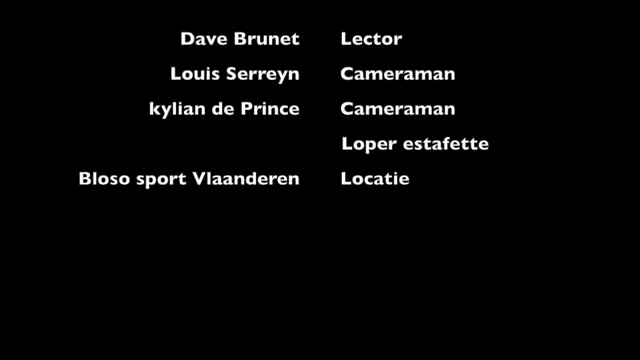 Dave Brunet Lector
Louis Serreyn Cameraman
kylian de Prince Cameraman
Loper estafette
Bloso sport Vlaanderen Locatie